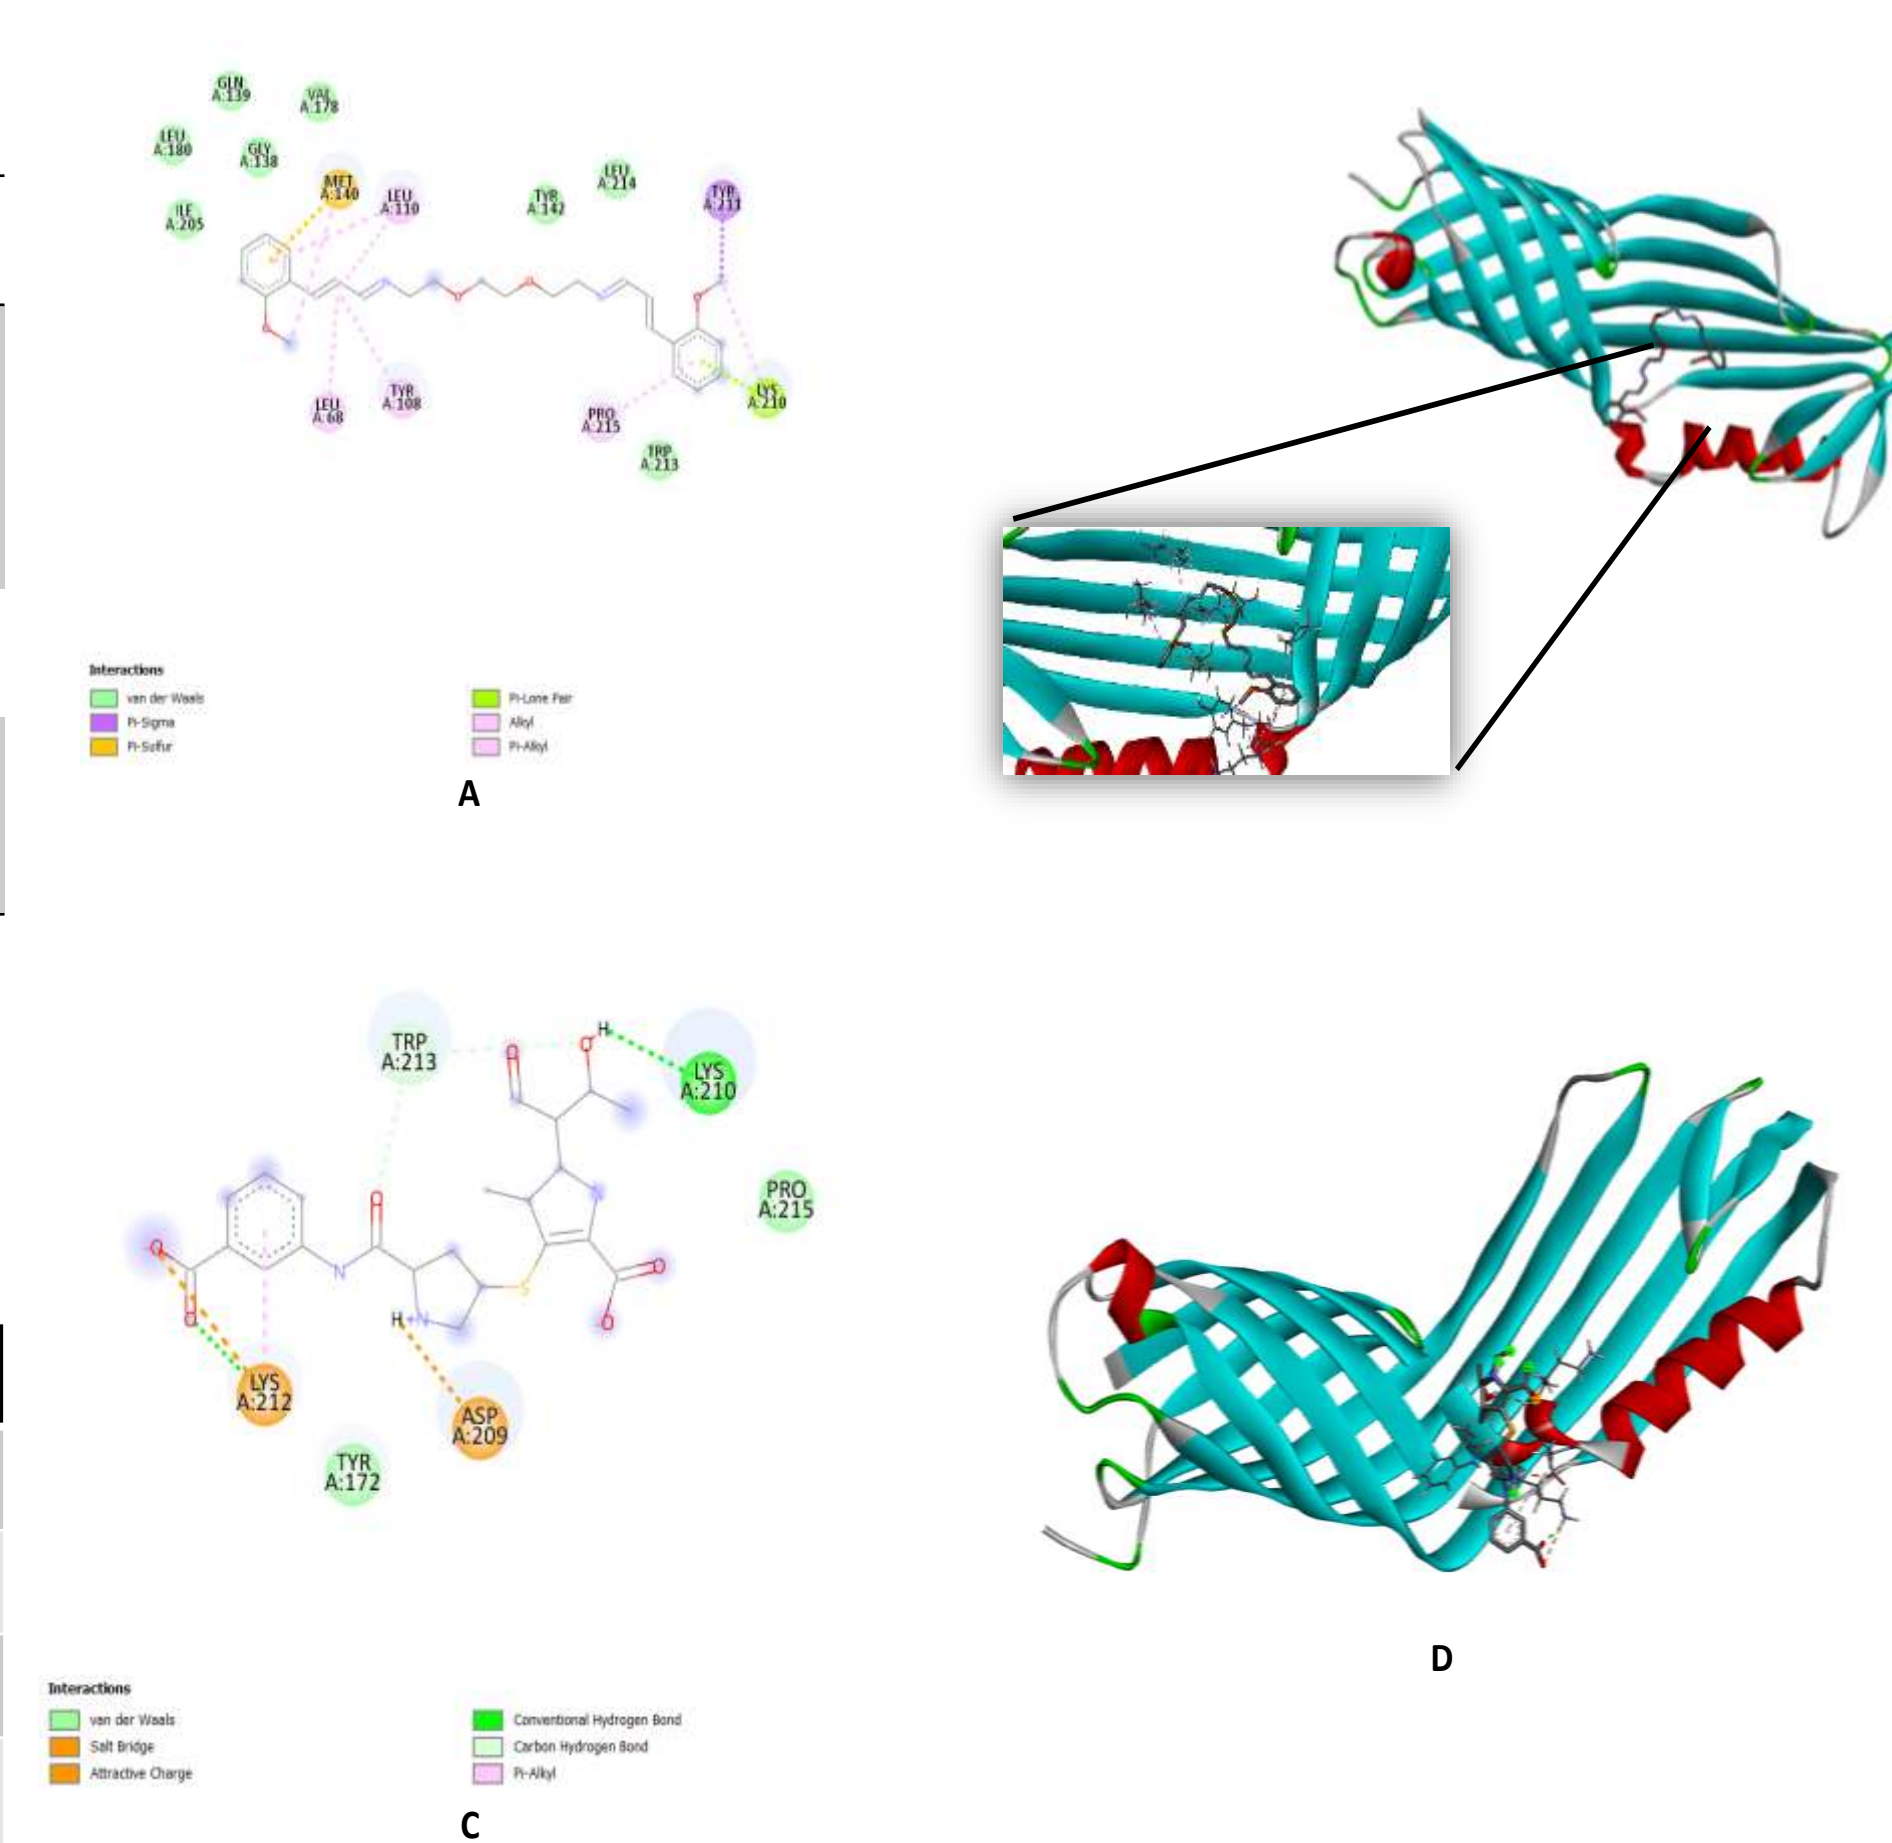 GLN
A:139
VAL
A:178
LEU
A:180
GLY
A:138
MET
A:140
LEU
A:110
ILE
A:205
TYR
A:142
LEU
A:214
TYR
A:211
LEU
A:68
TYR
A:108
PRO
A:215
LYS
A:210
TRP
A:213
Interactions
van der Waals
Pi-Sigma
Pi-Sulfur
Pi-Lone Pair
Alkyl
Pi-Alkyl
A
TRP
A:213
O
O
H
LYS
A:210
PRO
A:215
O
O
N
S
O
O
O
H
N
LYS
A:212
ASP
A:209
TYR
A:172
D
Interactions
van der Waals
Salt Bridge
Attractive Charge
Conventional Hydrogen Bond
Carbon Hydrogen Bond
Pi-Alkyl
C